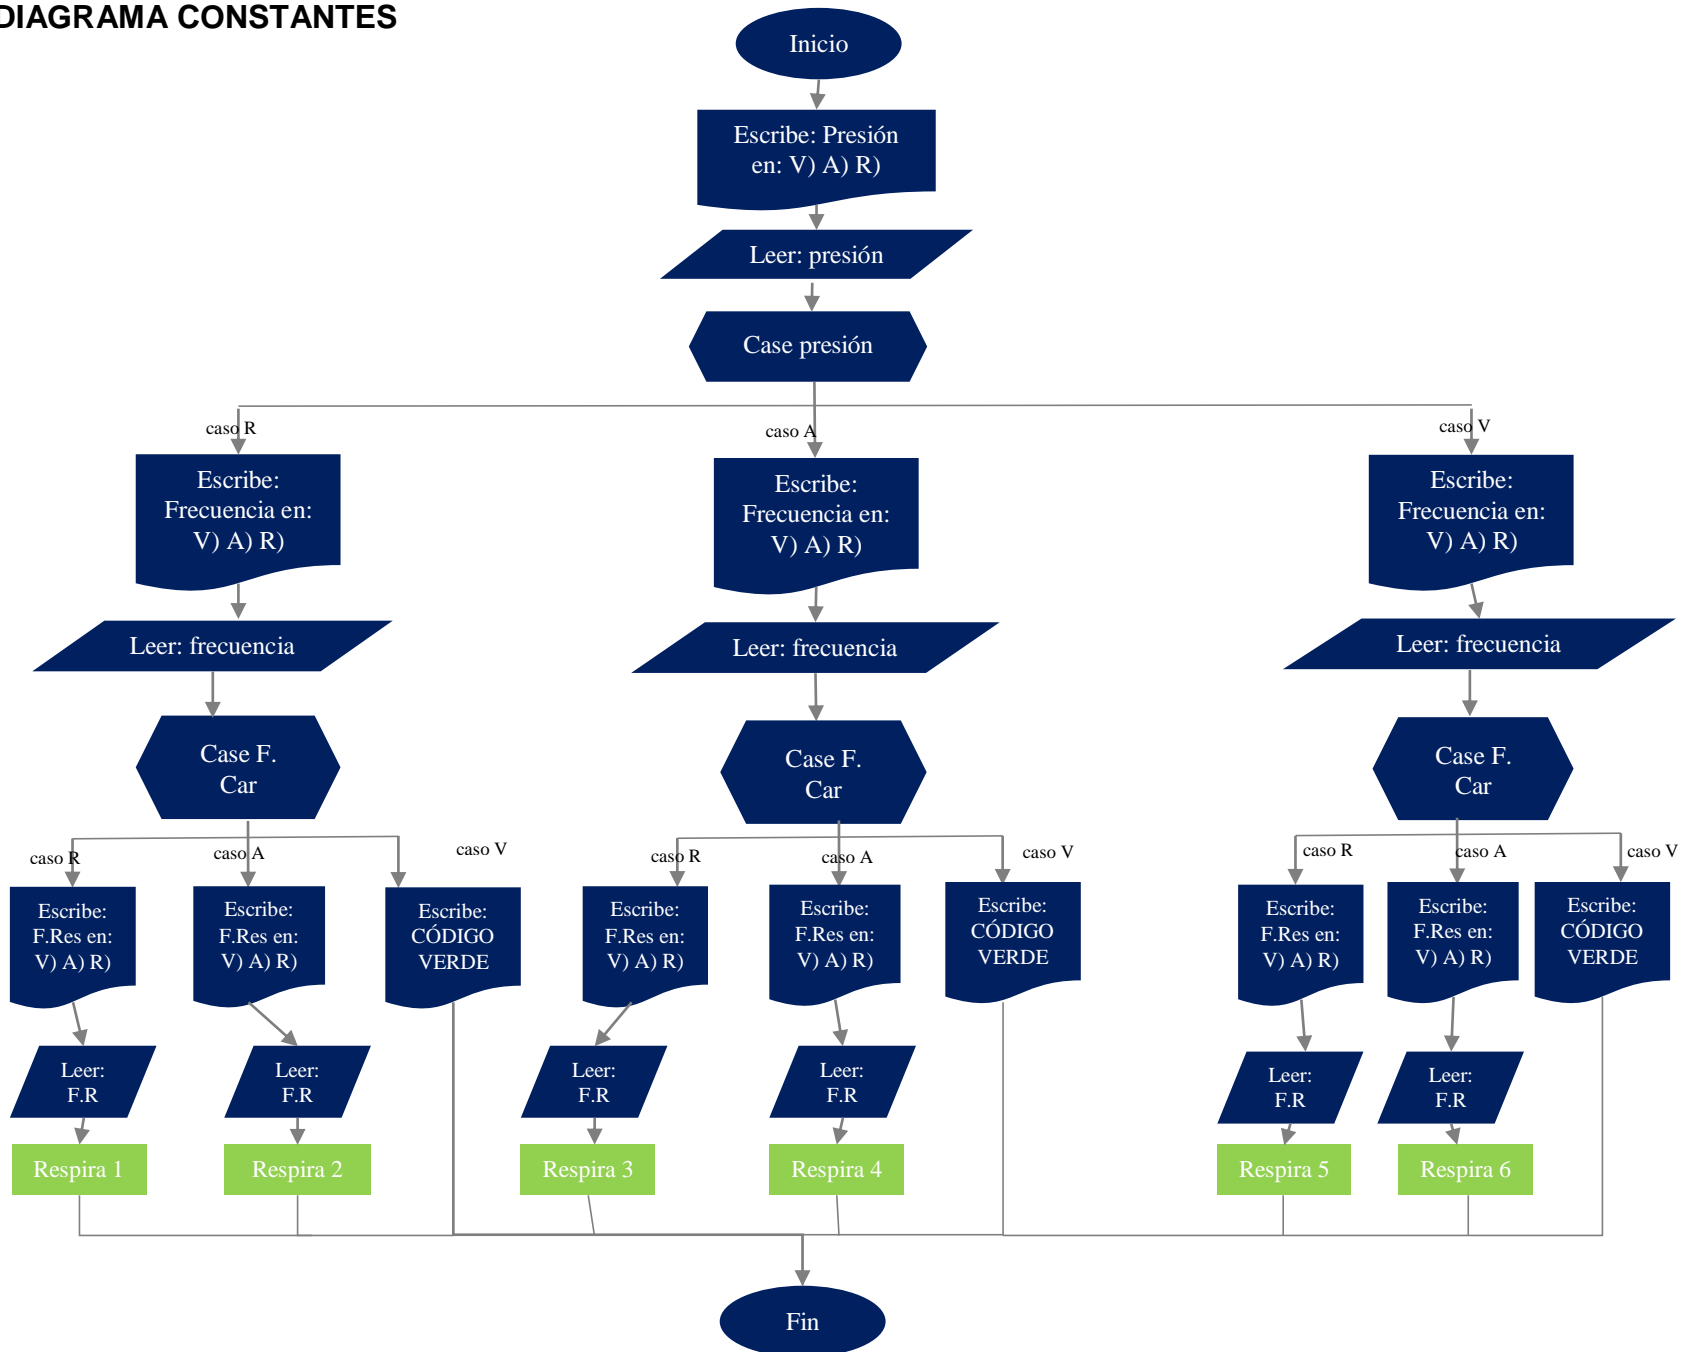 DIAGRAMA CONSTANTES
Inicio
Escribe: Presión
en: V) A) R)
Leer: presión
Case presión
caso R
caso A
caso V
Escribe:
Frecuencia en:
V) A) R)
Escribe:
Frecuencia en:
V) A) R)
Escribe:
Frecuencia en:
V) A) R)
Leer: frecuencia
Leer: frecuencia
Leer: frecuencia
Case F.
Car
Case F.
Car
Case F.
Car
caso R
caso A
caso V
caso R
caso A
caso V
caso R
caso A
caso V
Escribe:
F.Res en:
V) A) R)
Escribe:
F.Res en:
V) A) R)
Escribe:
CÓDIGO
VERDE
Escribe:
F.Res en:
V) A) R)
Escribe:
F.Res en:
V) A) R)
Escribe:
CÓDIGO
VERDE
Escribe:
F.Res en:
V) A) R)
Escribe:
F.Res en:
V) A) R)
Escribe:
CÓDIGO
VERDE
Leer:
F.R
Leer:
F.R
Leer:
F.R
Leer:
F.R
Leer:
F.R
Leer:
F.R
Respira 1
Respira 2
Respira 3
Respira 4
Respira 5
Respira 6
Fin